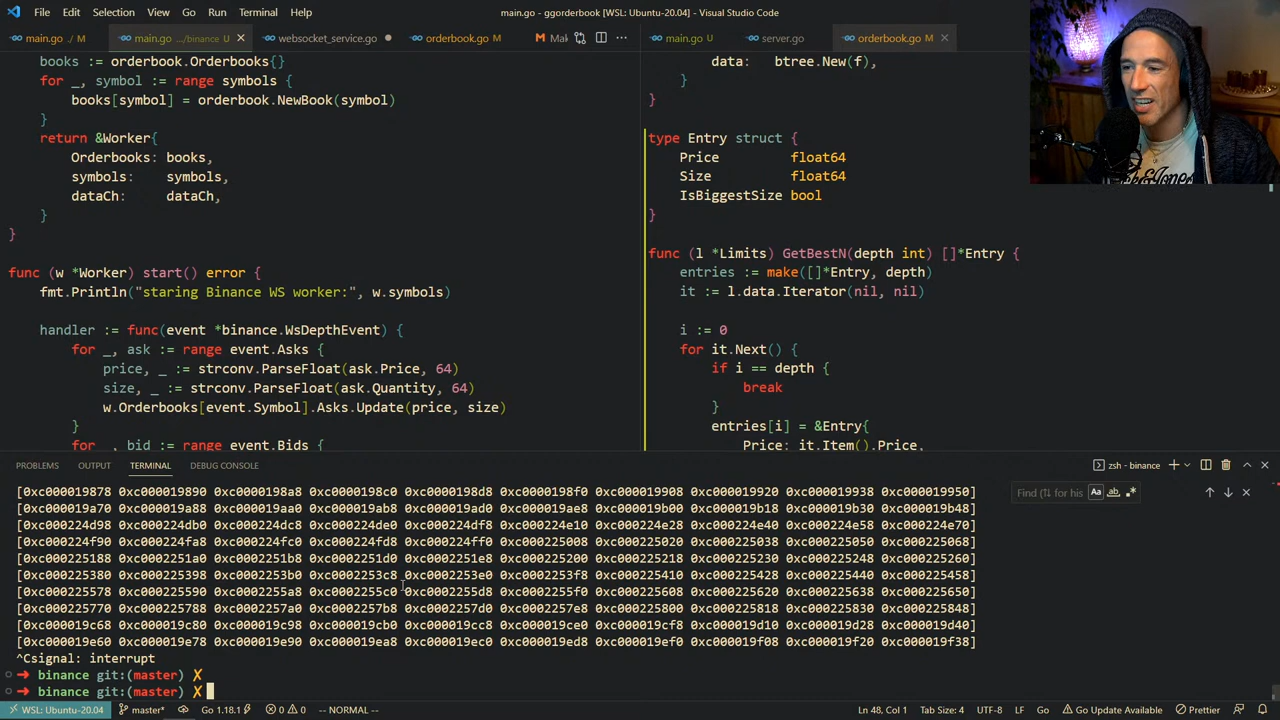 File Edit Selection View Go Run Terminal Help
main.go - ggorderbook [WSL: Ubuntu-20.04] - Visual Studio Code
main.go ./ M
main.go .../binance U
websocket_service.go
orderbook.go M
Mak
main.go U
server.go
orderbook.go M
books := orderbook.Orderbooks{}
for _, symbol := range symbols {
books[symbol] = orderbook.NewBook(symbol)
}
return &Worker{
Orderbooks: books,
symbols: symbols,
dataCh: dataCh,
}
}
func (w *Worker) start() error {
fmt.Println("staring Binance WS worker:", w.symbols)
handler := func(event *binance.WsDepthEvent) {
for _, ask := range event.Asks {
price, _ := strconv.ParseFloat(ask.Price, 64)
size, _ := strconv.ParseFloat(ask.Quantity, 64)
w.Orderbooks[event.Symbol].Asks.Update(price, size)
}
for _, bid := range event.Bids {
data: btree.New(f),
}
}
type Entry struct {
Price float64
Size float64
IsBiggestSize bool
}
func (l *Limits) GetBestN(depth int) []*Entry {
entries := make([]*Entry, depth)
it := l.data.Iterator(nil, nil)
i := 0
for it.Next() {
if i == depth {
break
}
entries[i] = &Entry{
Price: it.Item().Price,
PROBLEMS OUTPUT TERMINAL DEBUG CONSOLE
zsh - binance
Find (⇅ for his
Aa ab .*
[0xc000019878 0xc000019890 0xc0000198a8 0xc0000198c0 0xc0000198d8 0xc0000198f0 0xc000019908 0xc000019920 0xc000019938 0xc000019950]
[0xc000019a70 0xc000019a88 0xc000019aa0 0xc000019ab8 0xc000019ad0 0xc000019ae8 0xc000019b00 0xc000019b18 0xc000019b30 0xc000019b48]
[0xc000224d98 0xc000224db0 0xc000224dc8 0xc000224de0 0xc000224df8 0xc000224e10 0xc000224e28 0xc000224e40 0xc000224e58 0xc000224e70]
[0xc000224f90 0xc000224fa8 0xc000224fc0 0xc000224fd8 0xc000224ff0 0xc000225008 0xc000225020 0xc000225038 0xc000225050 0xc000225068]
[0xc000225188 0xc0002251a0 0xc0002251b8 0xc0002251d0 0xc0002251e8 0xc000225200 0xc000225218 0xc000225230 0xc000225248 0xc000225260]
[0xc000225380 0xc000225398 0xc0002253b0 0xc0002253c8 0xc0002253e0 0xc0002253f8 0xc000225410 0xc000225428 0xc000225440 0xc000225458]
[0xc000225578 0xc000225590 0xc0002255a8 0xc0002255c0 0xc0002255d8 0xc0002255f0 0xc000225608 0xc000225620 0xc000225638 0xc000225650]
[0xc000225770 0xc000225788 0xc0002257a0 0xc0002257b8 0xc0002257d0 0xc0002257e8 0xc000225800 0xc000225818 0xc000225830 0xc000225848]
[0xc000019c68 0xc000019c80 0xc000019c98 0xc000019cb0 0xc000019cc8 0xc000019ce0 0xc000019cf8 0xc000019d10 0xc000019d28 0xc000019d40]
[0xc000019e60 0xc000019e78 0xc000019e90 0xc000019ea8 0xc000019ec0 0xc000019ed8 0xc000019ef0 0xc000019f08 0xc000019f20 0xc000019f38]
^Csignal: interrupt
➜ binance git:(master) ✗
➜ binance git:(master) ✗
WSL: Ubuntu-20.04 master* Go 1.18.1 0 0 -- NORMAL -- Ln 48, Col 1 Tab Size: 4 UTF-8 LF Go Go Update Available Prettier